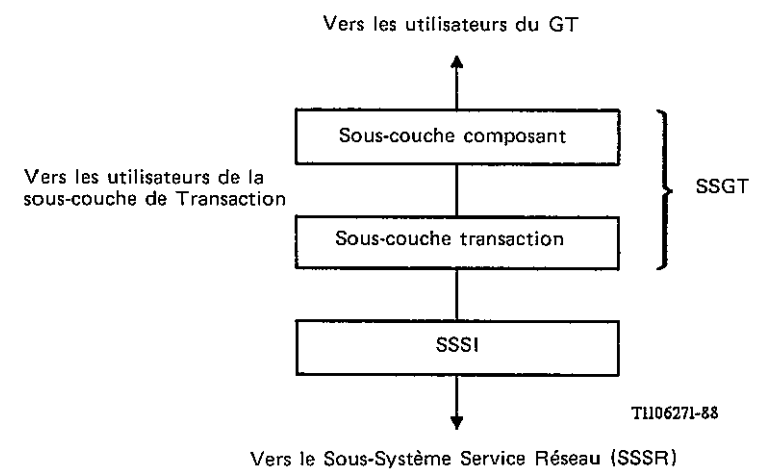 Vers les utilisateurs du GT
Sous-couche composant
Vers les utilisateurs de la
sous-couche de Transaction
SSGT
Sous-couche transaction
SSSI
T1106271-88
Vers le Sous-Système Service Réseau (SSSR)